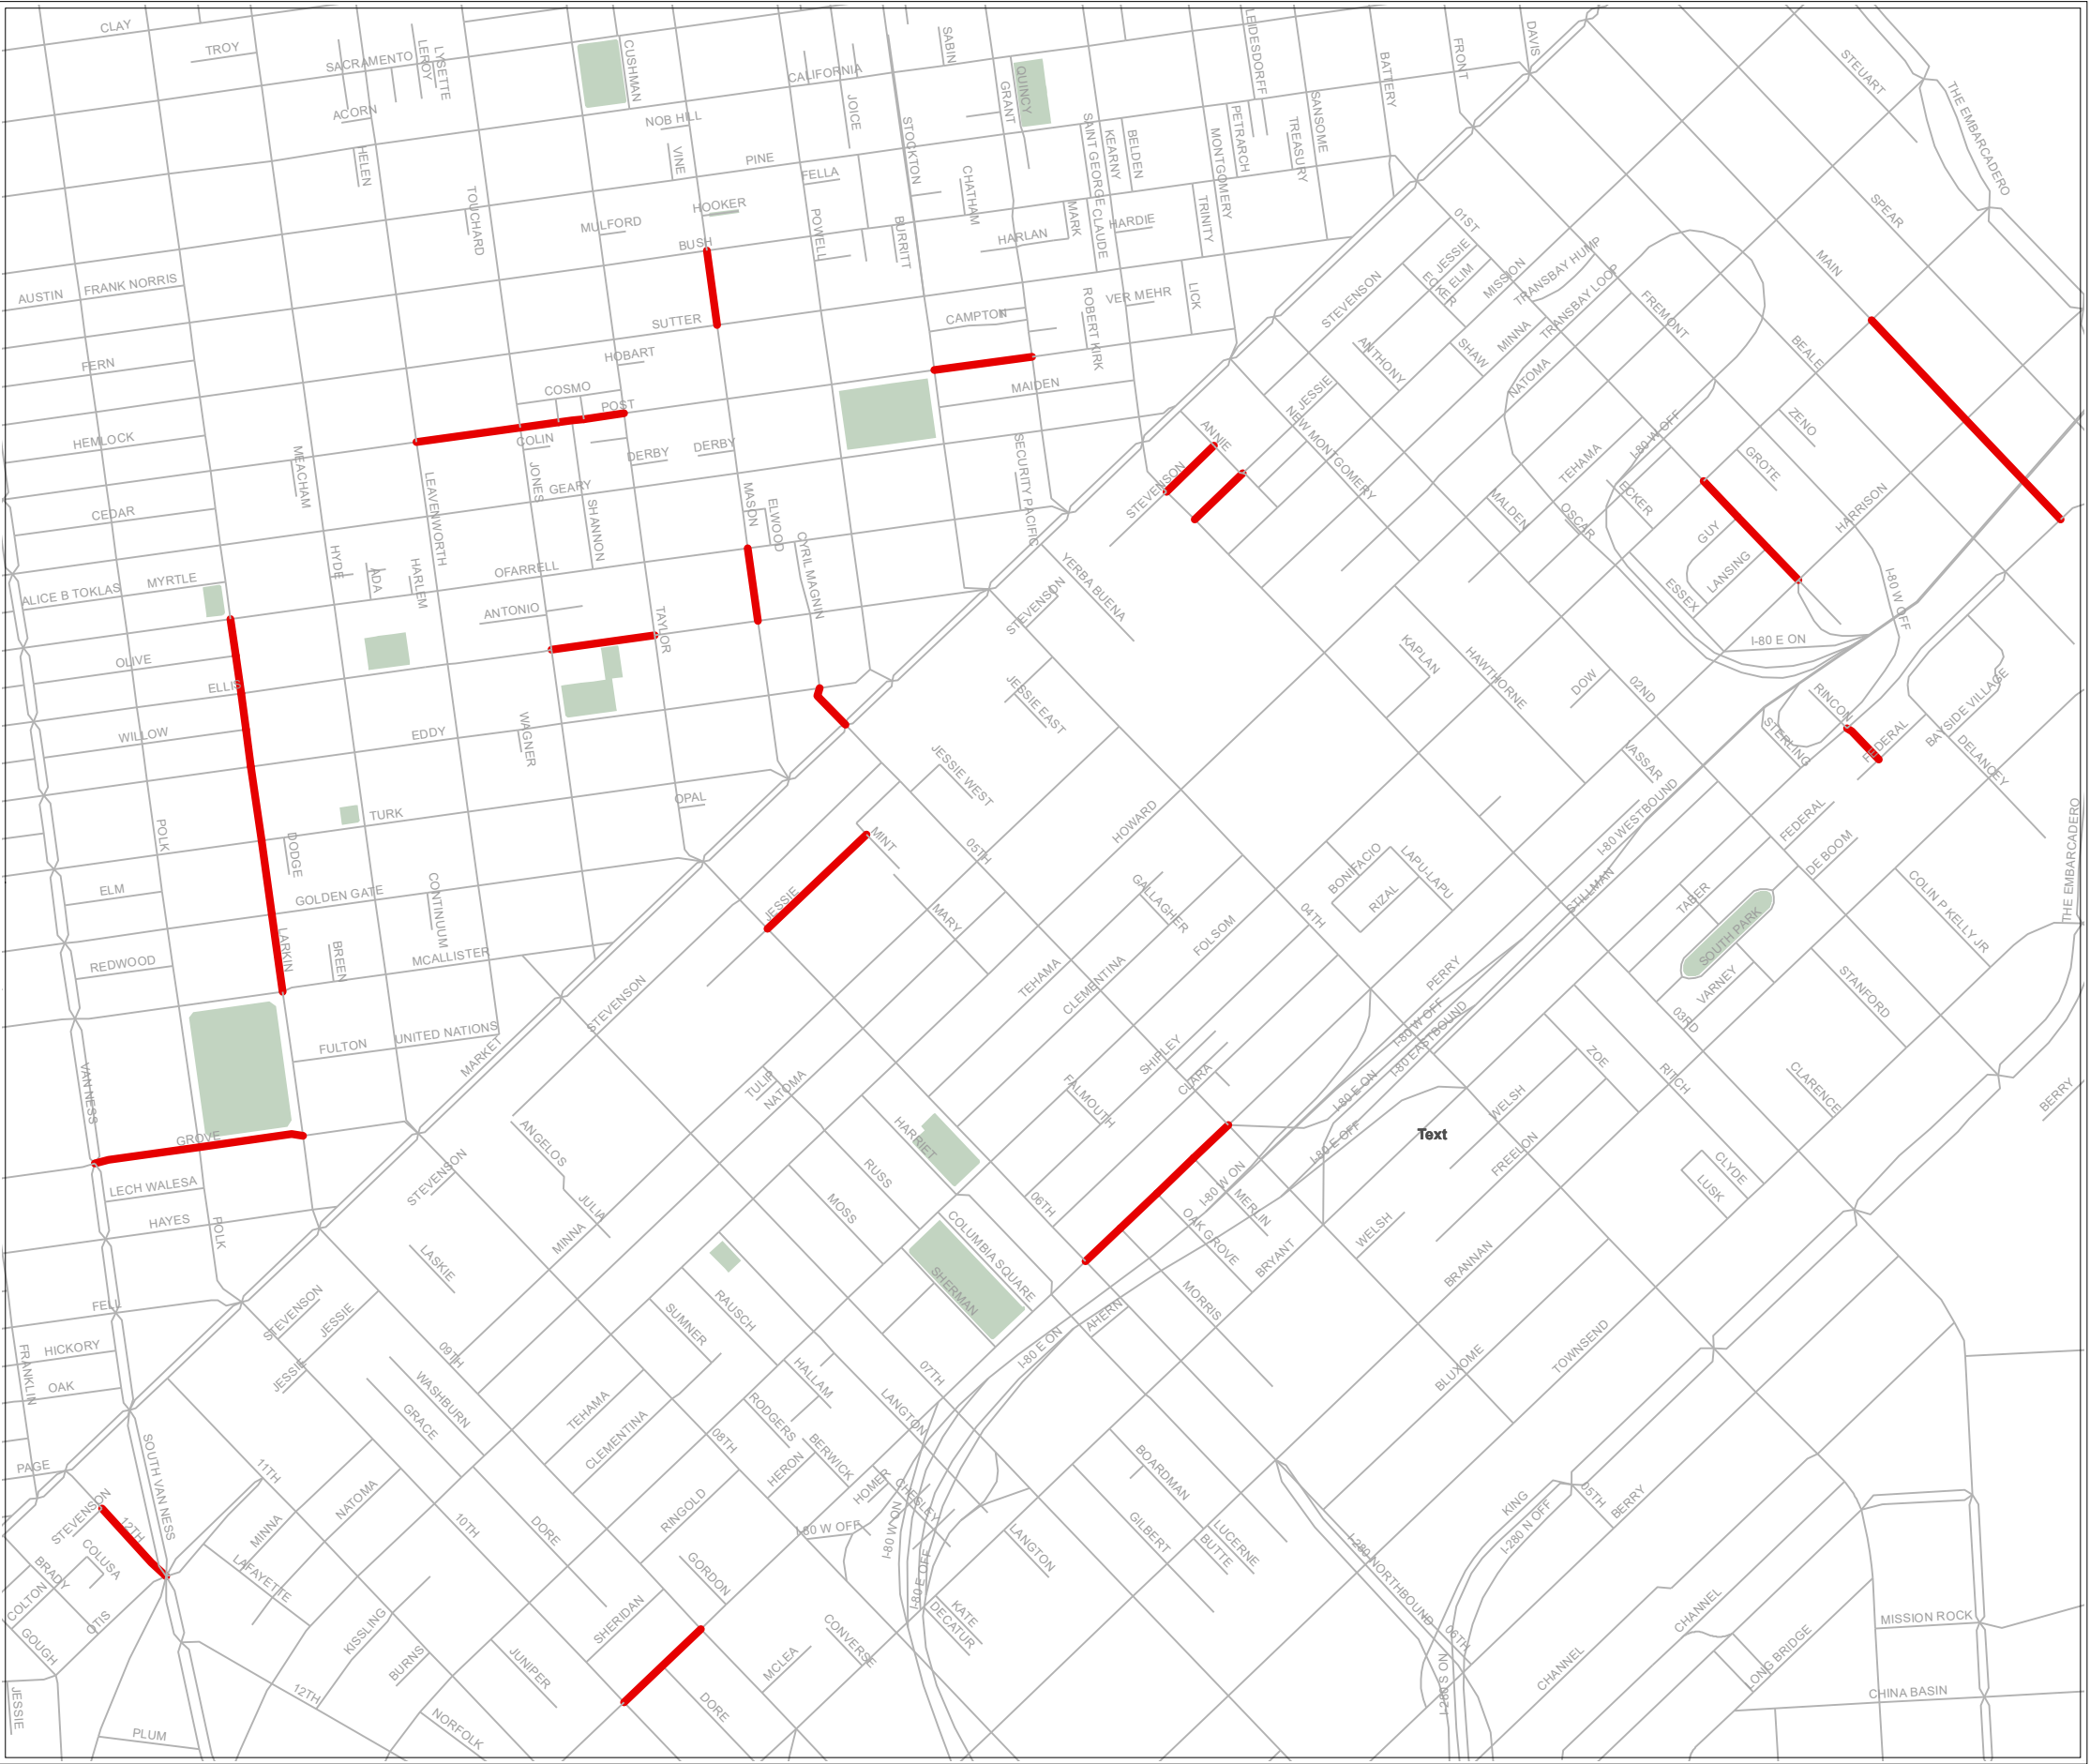 CLAY
TROY
SACRAMENTO
LEROY
LYSETTE
CUSHMAN
CALIFORNIA
SABIN
GRANT
QUINCY
LEIDESDORFF
BATTERY
FRONT
DAVIS
STEUART
THE EMBARCADERO
ACORN
HELEN
NOB HILL
VINE
JOICE
STOCKTON
PINE
FELLA
CHATHAM
SAINT GEORGE
KEARNY
BELDEN
MONTGOMERY
PETRARCH
TREASURY
SANSOME
TOUCHARD
MULFORD
HOOKER
BUSH
POWELL
BURRITT
HARLAN
MARK
CLAUDE
HARDIE
TRINITY
01ST
JESSIE
ECKER
ELIM
MISSION
TRANSBAY HUMP
TRANSBAY LOOP
SPEAR
MAIN
AUSTIN
FRANK NORRIS
SUTTER
CAMPTON
ROBERT KIRK
VER MEHR
LICK
STEVENSON
ANTHONY
SHAW
MINNA
NATOMA
FREMONT
BEALE
FERN
HOBART
COSMO
POST
MAIDEN
JESSIE
ANNIE
NEW MONTGOMERY
HEMLOCK
MEACHAM
LEAVENWORTH
COLIN
JONES
DERBY
DERBY
GEARY
SHANNON
MASON
ELWOOD
CYRIL MAGNIN
SECURITY PACIFIC
STEVENSON
MALDEN
OSCAR
TEHAMA
ECKER
I-80 W OFF
ZENO
GROTE
GUY
LANSING
ESSEX
HARRISON
I-80 W OFF
I-80 E ON
CEDAR
ALICE B TOKLAS
MYRTLE
HYDE
ADA
HARLEM
OFARRELL
ANTONIO
TAYLOR
STEVENSON
YERBA BUENA
OLIVE
ELLIS
WILLOW
EDDY
WAGNER
JESSIE EAST
KAPLAN
HAWTHORNE
DOW
02ND
RINCON
STERLING
FEDERAL
BAYSIDE VILLAGE
DELANCEY
POLK
TURK
OPAL
DODGE
JESSIE WEST
MINT
JESSIE
05TH
HOWARD
VASSAR
I-80 WESTBOUND
FEDERAL
DE BOOM
THE EMBARCADERO
ELM
GOLDEN GATE
CONTINUUM
MARY
GALLAGHER
FOLSOM
04TH
BONIFACIO
RIZAL
LAPU-LAPU
STILLMAN
TABER
SOUTH PARK
VARNEY
COLIN P KELLY JR
REDWOOD
LARKIN
BREEN
MCALLISTER
STEVENSON
TEHAMA
CLEMENTINA
PERRY
I-80 W OFF
I-80 EASTBOUND
03RD
STANFORD
VAN NESS
FULTON
UNITED NATIONS
MARKET
TULIP
NATOMA
SHIPLEY
CLARA
FALMOUTH
I-80 E ON
I-80 E OFF
WELSH
ZOE
RITCH
CLARENCE
BERRY
GROVE
LECH WALESA
HAYES
POLK
STEVENSON
ANGELOS
JULIA
MINNA
HARRIET
RUSS
MOSS
COLUMBIA SQUARE
06TH
I-80 W ON
MERLIN
OAK GROVE
BRYANT
Text
FREELON
CLYDE
LUSK
WELSH
BRANNAN
FELL
HICKORY
OAK
FRANKLIN
STEVENSON
JESSIE
JESSIE
LASKIE
09TH
SUMNER
RAUSCH
SHERMAN
07TH
I-80 E ON
AHERN
MORRIS
BLUXOME
TOWNSEND
PAGE
SOUTH VAN NESS
11TH
GRACE
WASHBURN
TEHAMA
CLEMENTINA
08TH
RODGERS
HALLAM
LANGTON
HERON
BERWICK
HOMER
CHESLEY
BOARDMAN
STEVENSON
12TH
BRADY
COLUSA
COLTON
GOUGH
OTIS
MINNA
NATOMA
LAFAYETTE
10TH
DORE
RINGOLD
GORDON
I-80 W OFF
I-80 W ON
I-80 E OFF
LANGTON
GILBERT
BUTTE
LUCERNE
KING
I-280 N OFF
05TH
BERRY
I-280 NORTHBOUND
06TH
KATE
DECATUR
JESSIE
PLUM
12TH
KISSLING
BURNS
NORFOLK
JUNIPER
SHERIDAN
DORE
MCLEA
CONVERSE
I-280 S ON
CHANNEL
CHANNEL
MISSION ROCK
CHINA BASIN